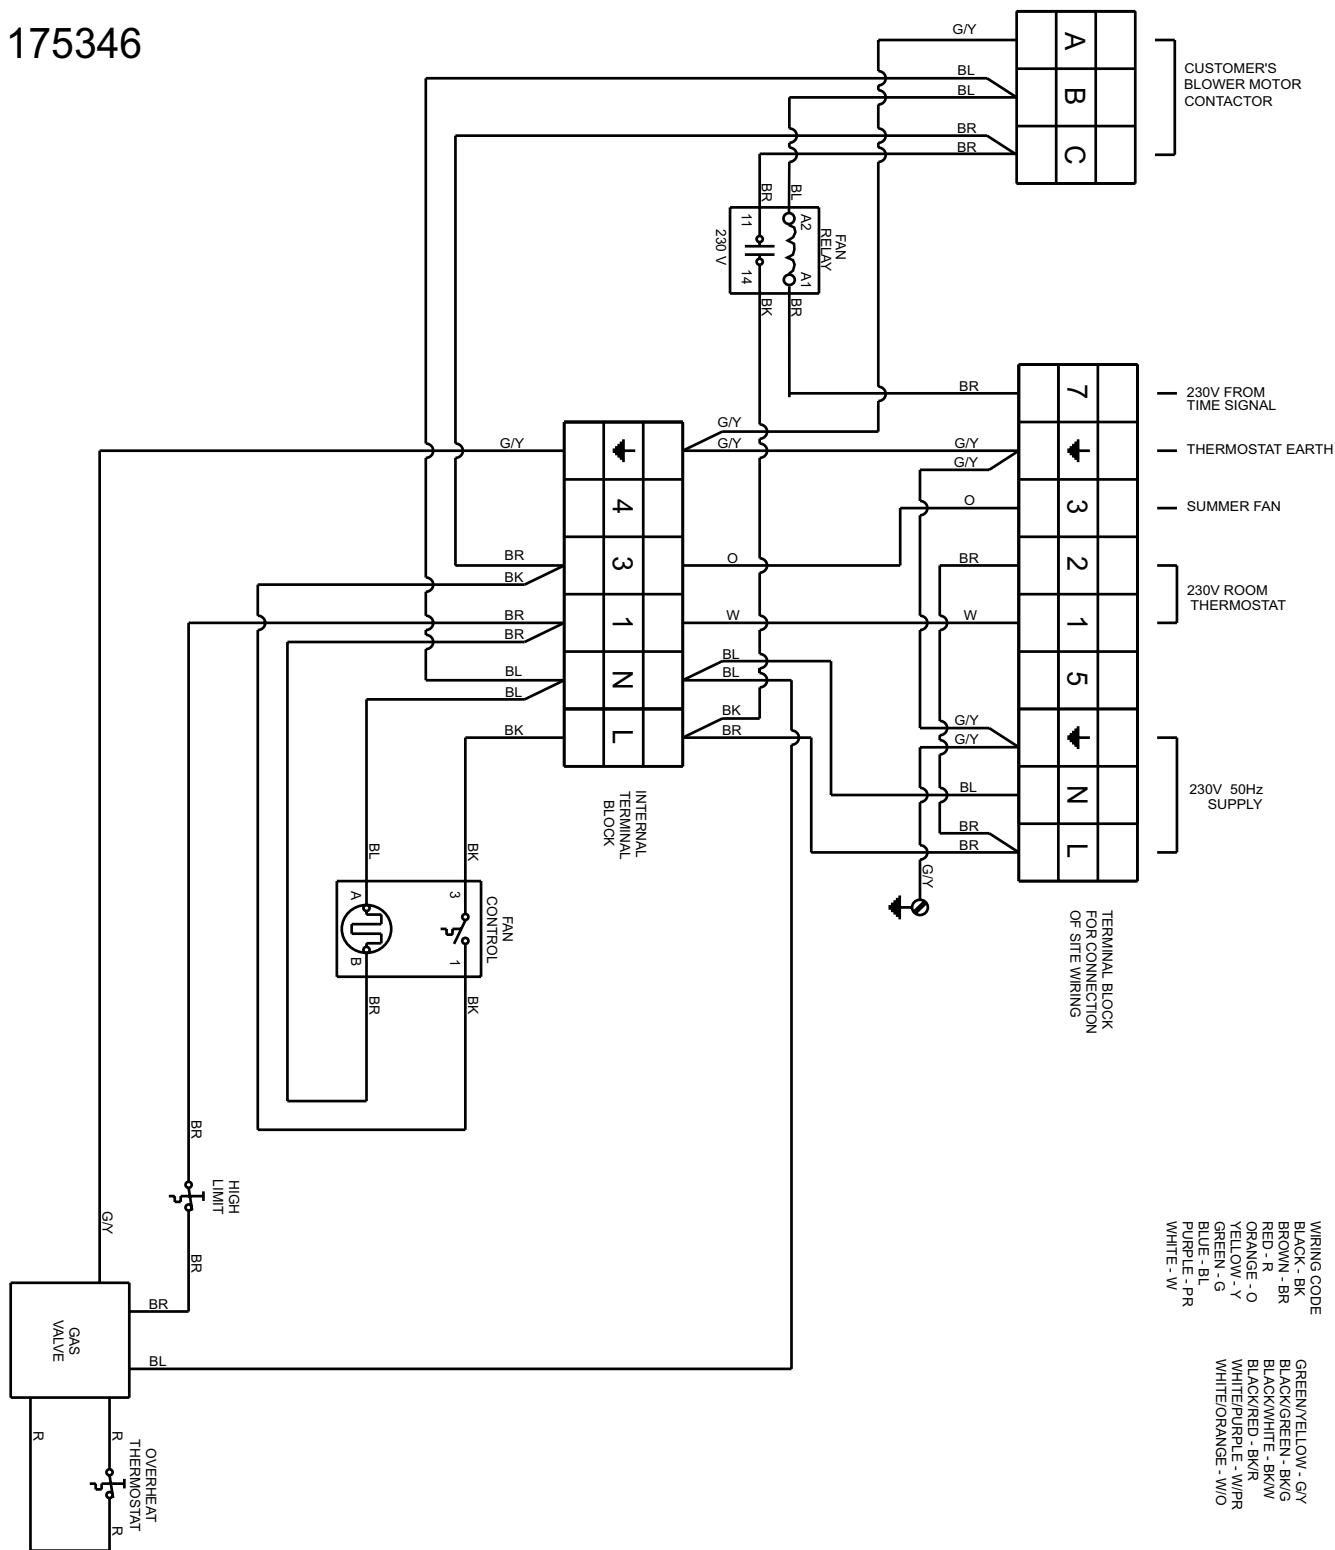 175346
G/Y
BL
BL
BR
BR
A
B
C
CUSTOMER'S
BLOWER MOTOR
CONTACTOR
BR
BL
11
A2
14
A1
230 V
FAN
RELAY
BK
BR
BR
7
3
2
1
5
N
L
230V FROM
TIME SIGNAL
THERMOSTAT EARTH
SUMMER FAN
230V ROOM
THERMOSTAT
230V 50Hz
SUPPLY
G/Y
G/Y
G/Y
G/Y
G/Y
O
O
BR
W
W
BR
BK
BR
BR
BL
BL
BK
4
3
1
N
L
BL
BL
BK
BR
G/Y
G/Y
BL
BR
BR
G/Y
INTERNAL
TERMINAL
BLOCK
TERMINAL BLOCK
FOR CONNECTION
OF SITE WIRING
BL
BK
A
B
3
1
FAN
CONTROL
BR
BK
BR
HIGH
LIMIT
BR
G/Y
BR
BL
GAS
VALVE
R
R
R
OVERHEAT
THERMOSTAT
WIRING CODE
BLACK - BK
BROWN - BR
RED - R
ORANGE - O
YELLOW - Y
GREEN - G
BLUE - BL
PURPLE - PR
WHITE - W
GREEN/YELLOW - G/Y
BLACK/GREEN - BK/G
BLACK/WHITE - BK/W
BLACK/RED - BK/R
WHITE/PURPLE - W/PR
WHITE/ORANGE - W/O